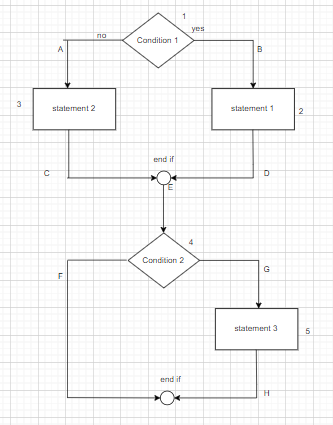 1
no
yes
Condition 1
A
B
3
statement 2
statement 1
2
end if
C
D
E
4
F
Condition 2
G
statement 3
5
end if
H